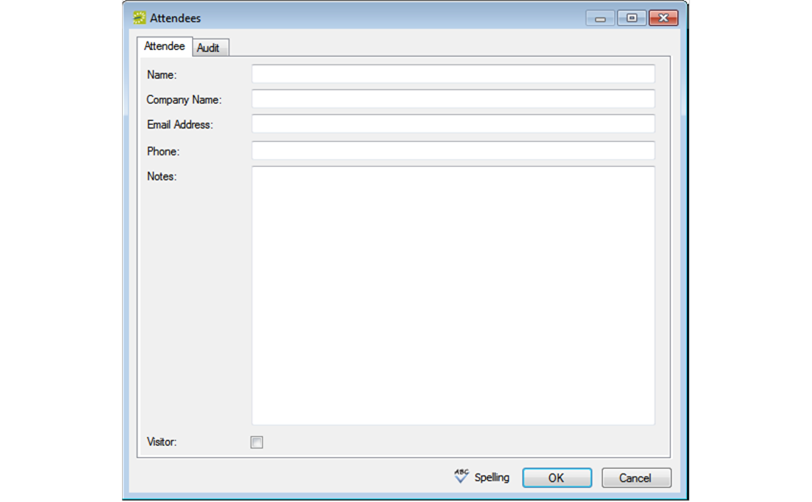 Attendees
Attendee Audit
Name:
Company Name:
Email Address:
Phone:
Notes:
Visitor:
ABC Spelling OK Cancel